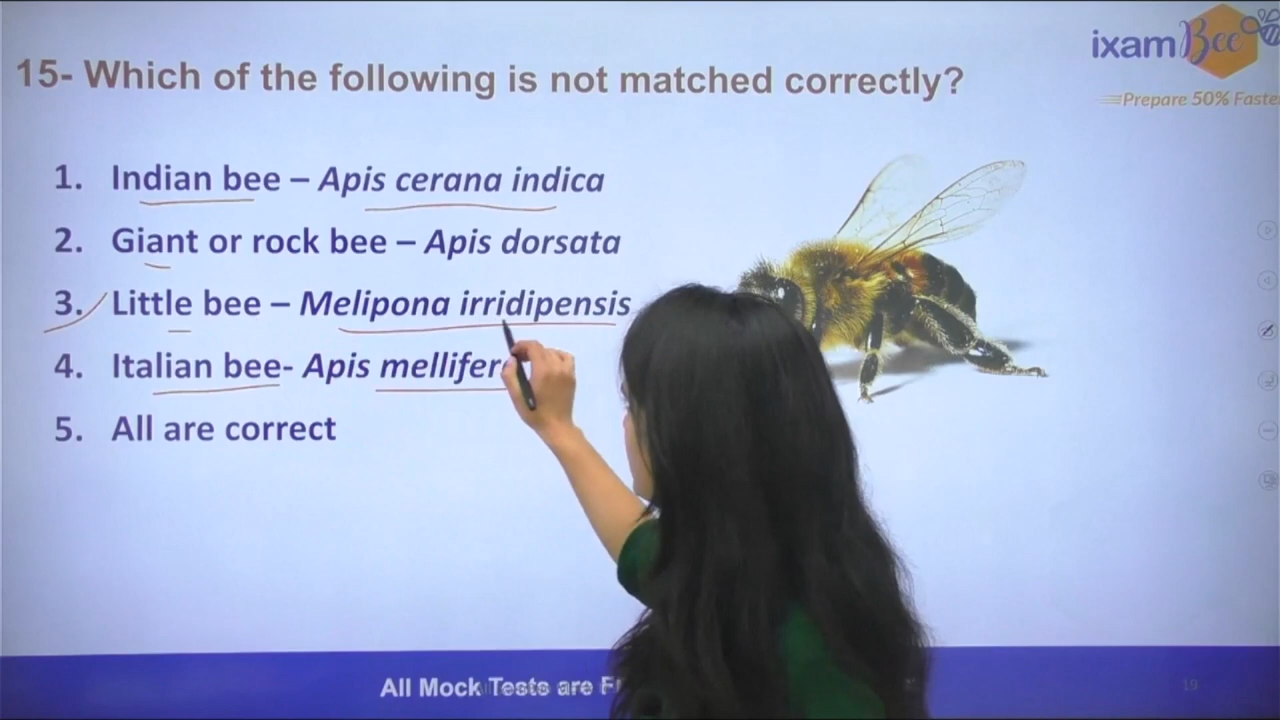 ixamBee
Prepare 50% Faste
15- Which of the following is not matched correctly?
1. Indian bee – Apis cerana indica
2. Giant or rock bee – Apis dorsata
3. Little bee – Melipona irridipensis
4. Italian bee- Apis mellifer
5. All are correct
All Mock Tests are F
19